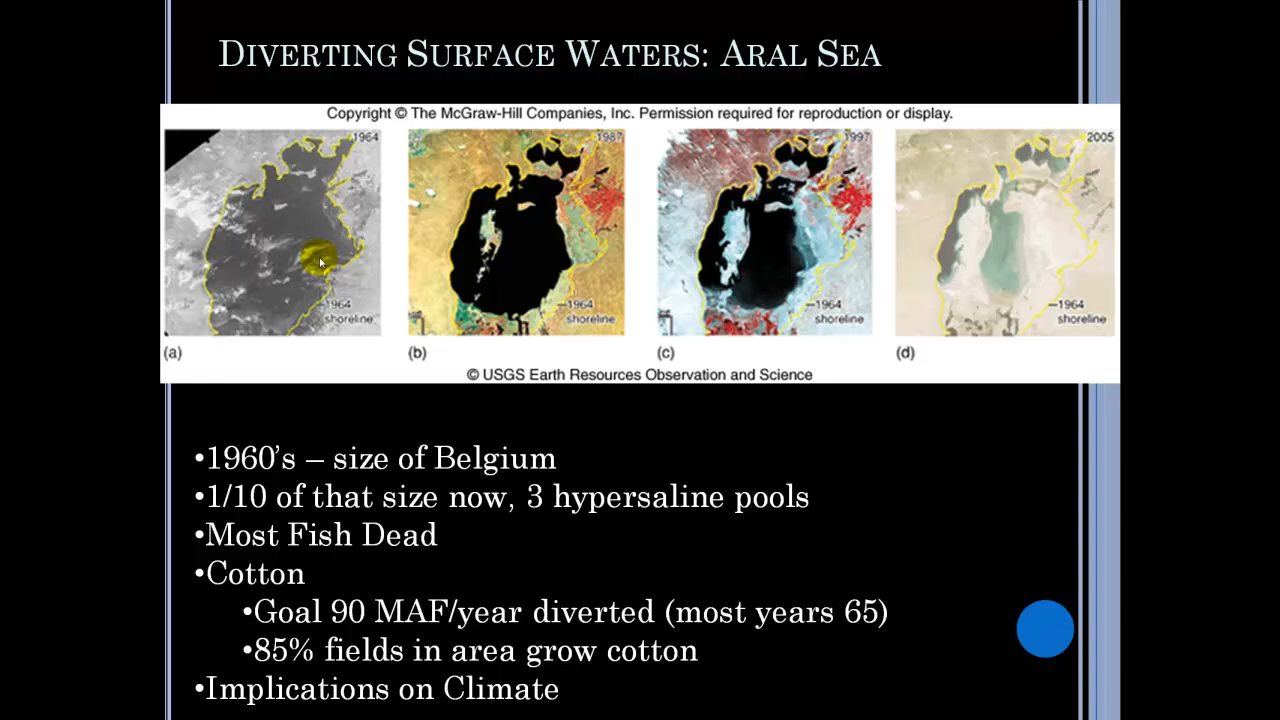 DIVERTING SURFACE WATERS: ARAL SEA
Copyright © The McGraw-Hill Companies, Inc. Permission required for reproduction or display.
1964 1987 1997 2005
1964 shoreline
1964 shoreline
1964 shoreline
1964 shoreline
(a) (b) (c) (d)
© USGS Earth Resources Observation and Science
•1960’s – size of Belgium
•1/10 of that size now, 3 hypersaline pools
•Most Fish Dead
•Cotton
•Goal 90 MAF/year diverted (most years 65)
•85% fields in area grow cotton
•Implications on Climate